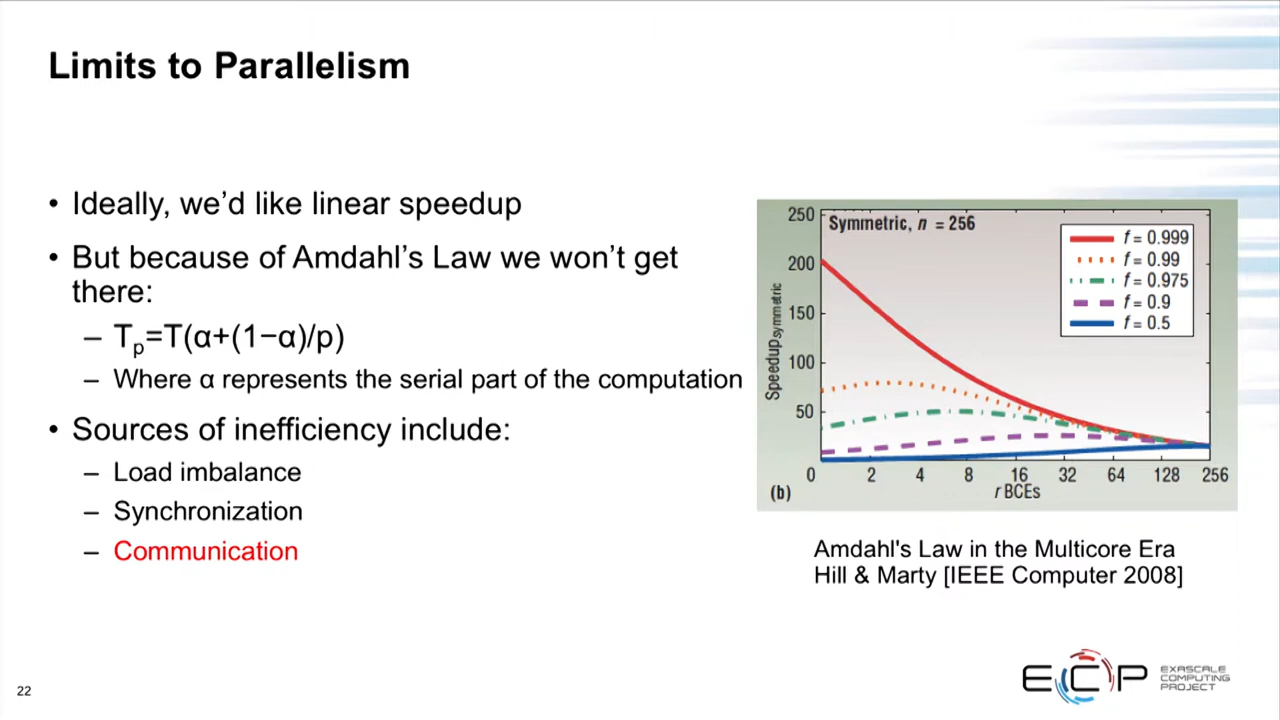 Limits to Parallelism
• Ideally, we’d like linear speedup
• But because of Amdahl’s Law we won’t get
there:
– Tp=T(α+(1−α)/p)
– Where α represents the serial part of the computation
• Sources of inefficiency include:
– Load imbalance
– Synchronization
– Communication
Symmetric, n = 256
f = 0.999
f = 0.99
f = 0.975
f = 0.9
f = 0.5
Speedup symmetric
250
200
150
100
50
0 2 4 8 16 32 64 128 256
r BCEs
(b)
Amdahl's Law in the Multicore Era
Hill & Marty [IEEE Computer 2008]
22
ECP
EXASCALE
COMPUTING
PROJECT